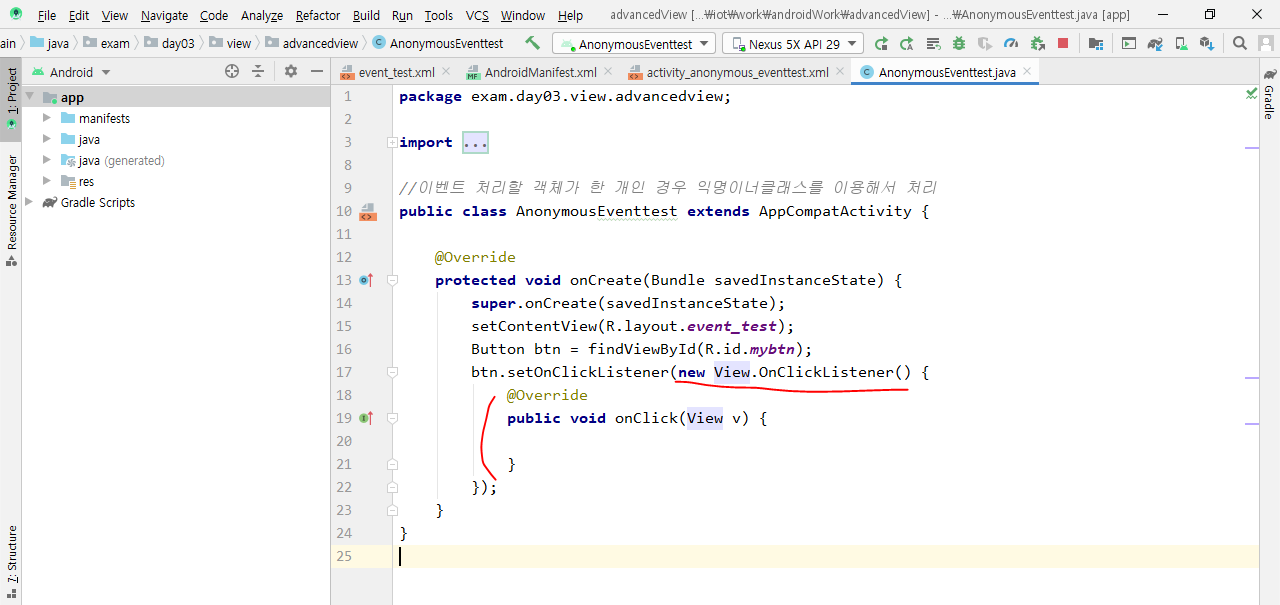 File Edit View Navigate Code Analyze Refactor Build Run Tools VCS Window Help advancedView [...₩iot₩work₩androidWork₩advancedView] - ...₩AnonymousEventtest.java [app]
ain java exam day03 view advancedview AnonymousEventtest AnonymousEventtest Nexus 5X API 29
1: Project
Resource Manager
7: Structure
Android
app
manifests
java
java (generated)
res
Gradle Scripts
event_test.xml AndroidManifest.xml activity_anonymous_eventtest.xml AnonymousEventtest.java
1 package exam.day03.view.advancedview;
2
3 import ...
8
9 //이벤트 처리할 객체가 한 개인 경우 익명이너클래스를 이용해서 처리
10 public class AnonymousEventtest extends AppCompatActivity {
11
12 @Override
13 protected void onCreate(Bundle savedInstanceState) {
14 super.onCreate(savedInstanceState);
15 setContentView(R.layout.event_test);
16 Button btn = findViewById(R.id.mybtn);
17 btn.setOnClickListener(new View.OnClickListener() {
18 @Override
19 public void onClick(View v) {
20
21 }
22 });
23 }
24 }
25
Gradle